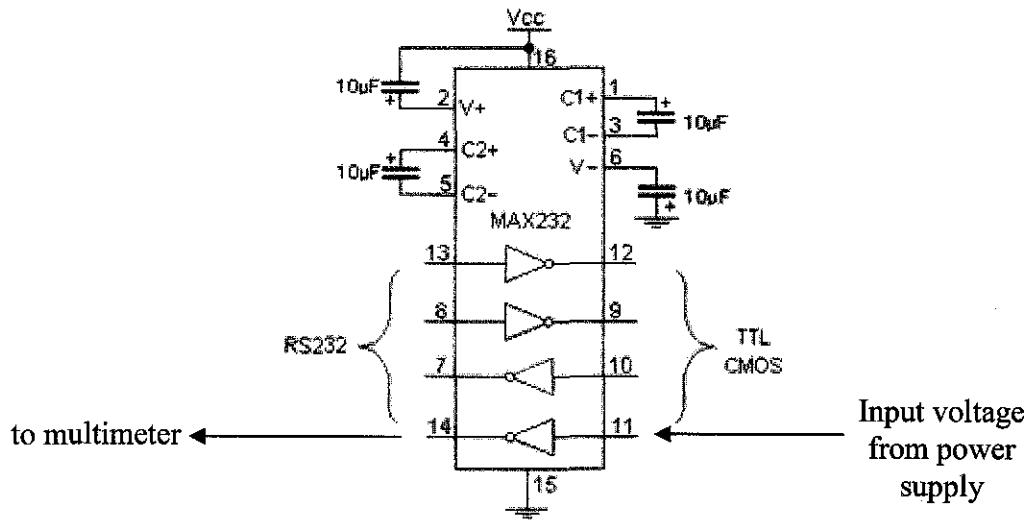 Vcc
16
10µF
+
2
V+
C1+
1
+
10µF
C1−
3
4
C2+
+
10µF
5
C2-
V−
6
+
10µF
MAX232
13
12
8
9
RS232
TTL
CMOS
7
10
to multimeter
14
11
Input voltage
from power
supply
15